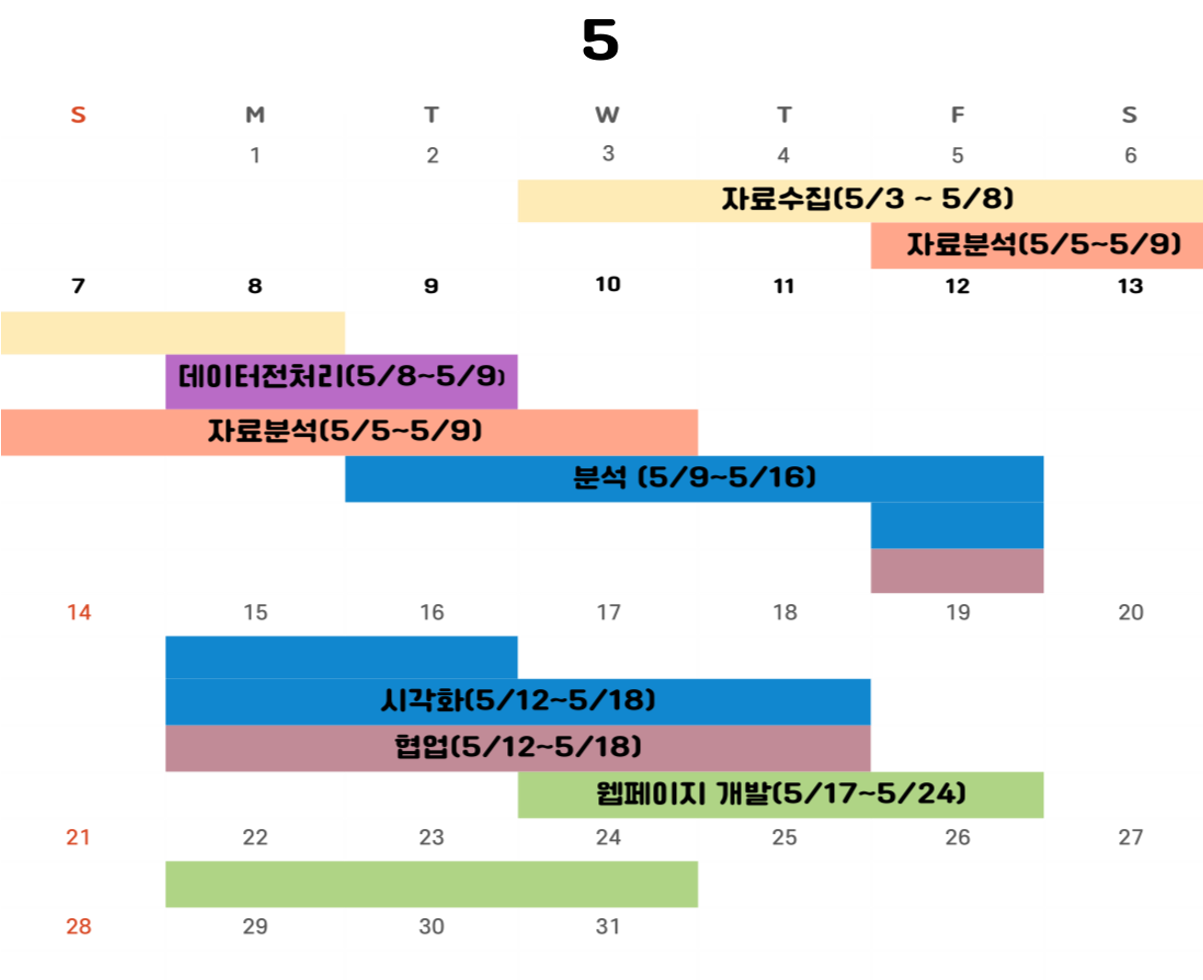 5
S M T W T F S
1 2 3 4 5 6
자료수집(5/3 ~ 5/8)
자료분석(5/5~5/9)
7 8 9 10 11 12 13
데이터전처리(5/8~5/9)
자료분석(5/5~5/9)
분석 (5/9~5/16)
14 15 16 17 18 19 20
시각화(5/12~5/18)
협업(5/12~5/18)
웹페이지 개발(5/17~5/24)
21 22 23 24 25 26 27
28 29 30 31